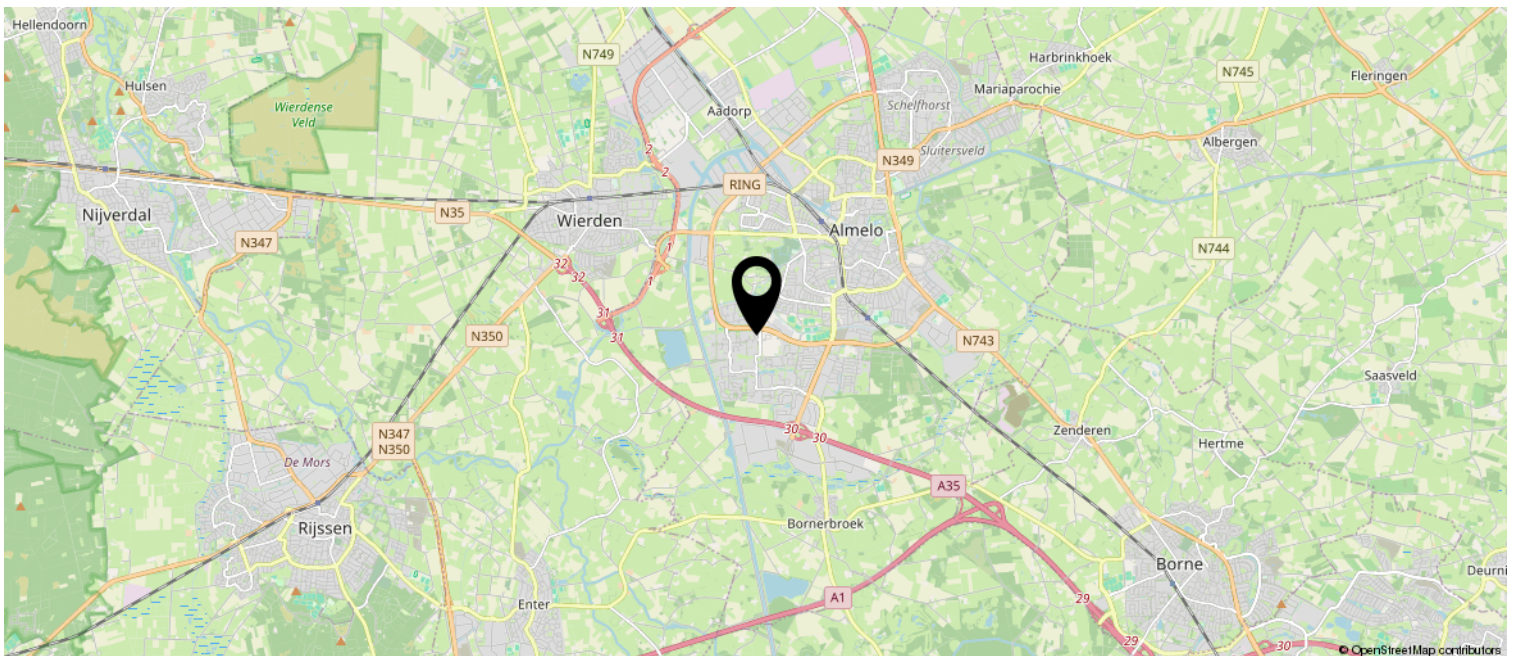 Hellendoorn
N749
Harbrinkhoek
N745
Fleringen
Hulsen
Mariaparochie
Wierdense
Veld
Aadorp
Schelfhorst
Albergen
2
Sluitersveld
N349
2
RING
Nijverdal
N35
Wierden
Almelo
N347
1
N744
32
32
1
31
31
N350
N743
Saasveld
30
30
Zenderen
N347
N350
Hertme
De Mors
A35
Rijssen
Bornerbroek
Borne
Deurni
A1
29
Enter
29
30
© OpenStreetMap contributors